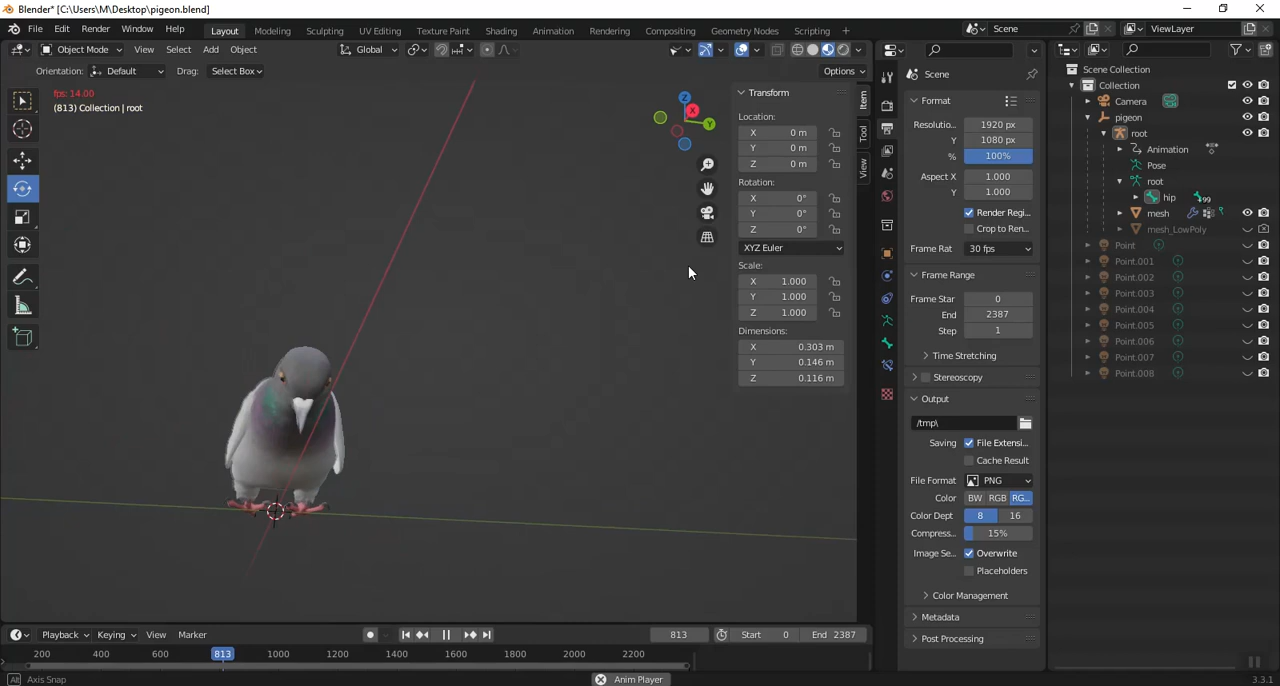 Blender* [C:\Users\M\Desktop\pigeon.blend]
File Edit Render Window Help Layout Modeling Sculpting UV Editing Texture Paint Shading Animation Rendering Compositing Geometry Nodes Scripting + Scene ViewLayer
Object Mode View Select Add Object Global
Orientation: Default Drag: Select Box Options
fps: 14.00
(813) Collection | root
X
Y
Z
Item
Tool
View
Transform
Location:
X 0 m
Y 0 m
Z 0 m
Rotation:
X 0°
Y 0°
Z 0°
XYZ Euler
Scale:
X 1.000
Y 1.000
Z 1.000
Dimensions:
X 0.303 m
Y 0.146 m
Z 0.116 m
Scene
Format
Resolutio... 1920 px
Y 1080 px
% 100%
Aspect X 1.000
Y 1.000
Render Regi...
Crop to Ren...
Frame Rat 30 fps
Frame Range
Frame Star 0
End 2387
Step 1
Time Stretching
Stereoscopy
Output
/tmp\
Saving File Extensi...
Cache Result
File Format PNG
Color BW RGB RG...
Color Dept 8 16
Compress... 15%
Image Se... Overwrite
Placeholders
Color Management
Metadata
Post Processing
Scene Collection
Collection
Camera
pigeon
root
Animation
Pose
root
hip 99
mesh
mesh_LowPoly
Point
Point.001
Point.002
Point.003
Point.004
Point.005
Point.006
Point.007
Point.008
Playback Keying View Marker 813 Start 0 End 2387
200 400 600 813 1000 1200 1400 1600 1800 2000 2200
Alt Axis Snap Anim Player 3.3.1